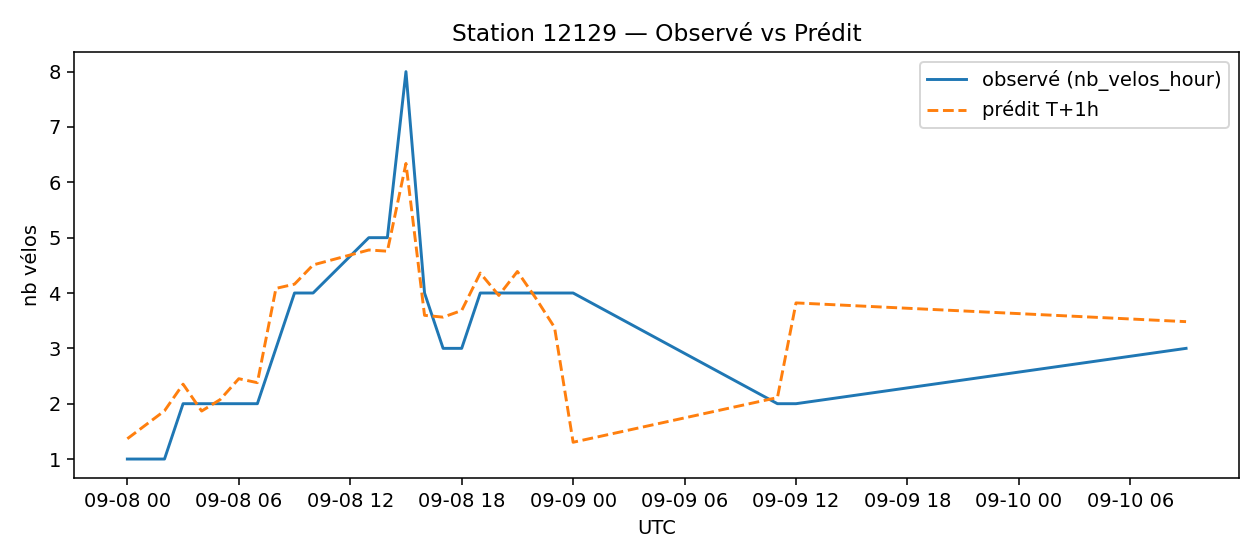 Station 12129 — Observé vs Prédit
observé (nb_velos_hour)
prédit T+1h
nb vélos
8
7
6
5
4
3
2
1
09-08 00 09-08 06 09-08 12 09-08 18 09-09 00 09-09 06 09-09 12 09-09 18 09-10 00 09-10 06
UTC